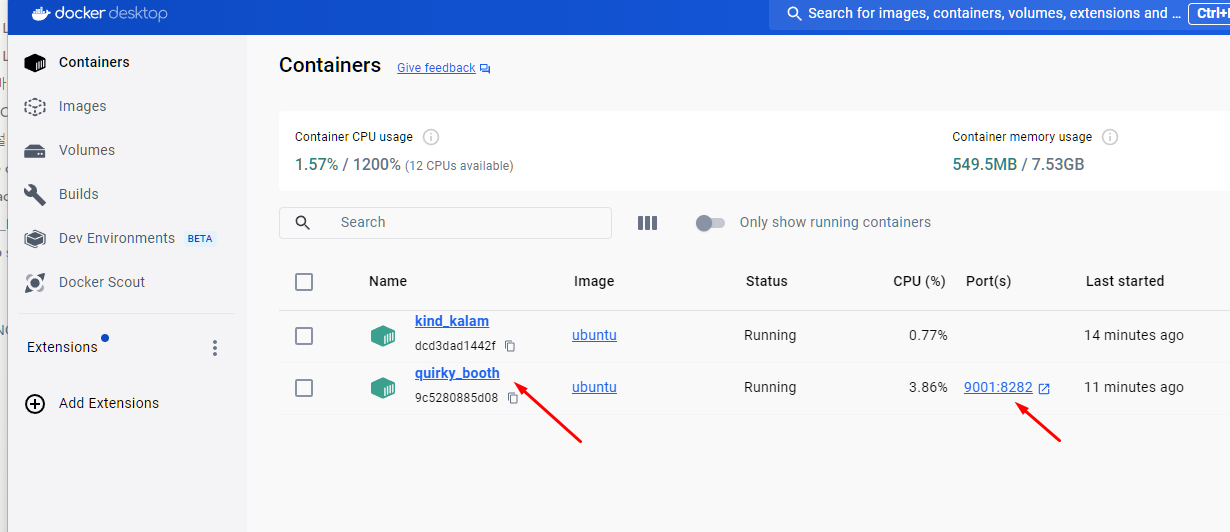 docker desktop
Search for images, containers, volumes, extensions and ...
Containers
Images
Volumes
Builds
Dev Environments BETA
Docker Scout
Extensions
Add Extensions
Containers Give feedback
Container CPU usage
1.57% / 1200% (12 CPUs available)
Container memory usage
549.5MB / 7.53GB
Search
Only show running containers
Name Image Status CPU (%) Port(s) Last started
kind_kalam
dcd3dad1442f
ubuntu Running 0.77% 14 minutes ago
quirky_booth
9c5280885d08
ubuntu Running 3.86% 9001:8282 11 minutes ago